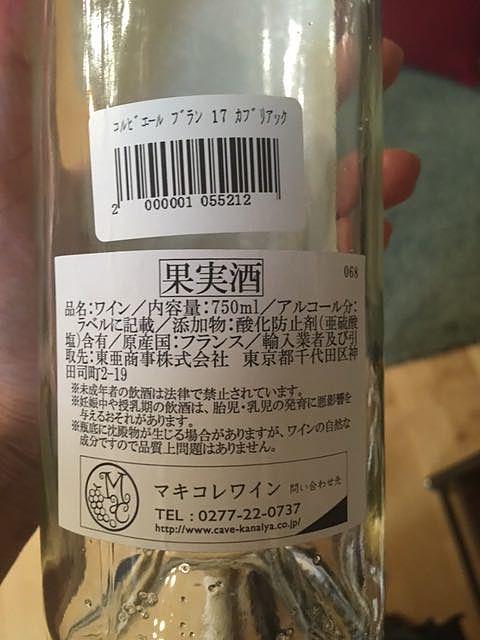 コルビエール ブラン 17 カブリアック
2 000001 055212
果実酒
068
品名：ワイン／内容量：750ml／アルコール分：
ラベルに記載／添加物：酸化防止剤（亜硫酸
塩）含有／原産国：フランス／輸入業者及び引
取先：東亜商事株式会社 東京都千代田区神
田司町2-19
※未成年者の飲酒は法律で禁止されています。
※妊娠中や授乳期の飲酒は、胎児・乳児の発育に悪影響を
与えるおそれがあります。
※瓶底に沈殿物が生じる場合がありますが、ワインの自然な
成分ですので品質上問題はありません。
MC
マキコレワイン 問い合わせ先
TEL：0277-22-0737
http://www.cave-kanaiya.co.jp/